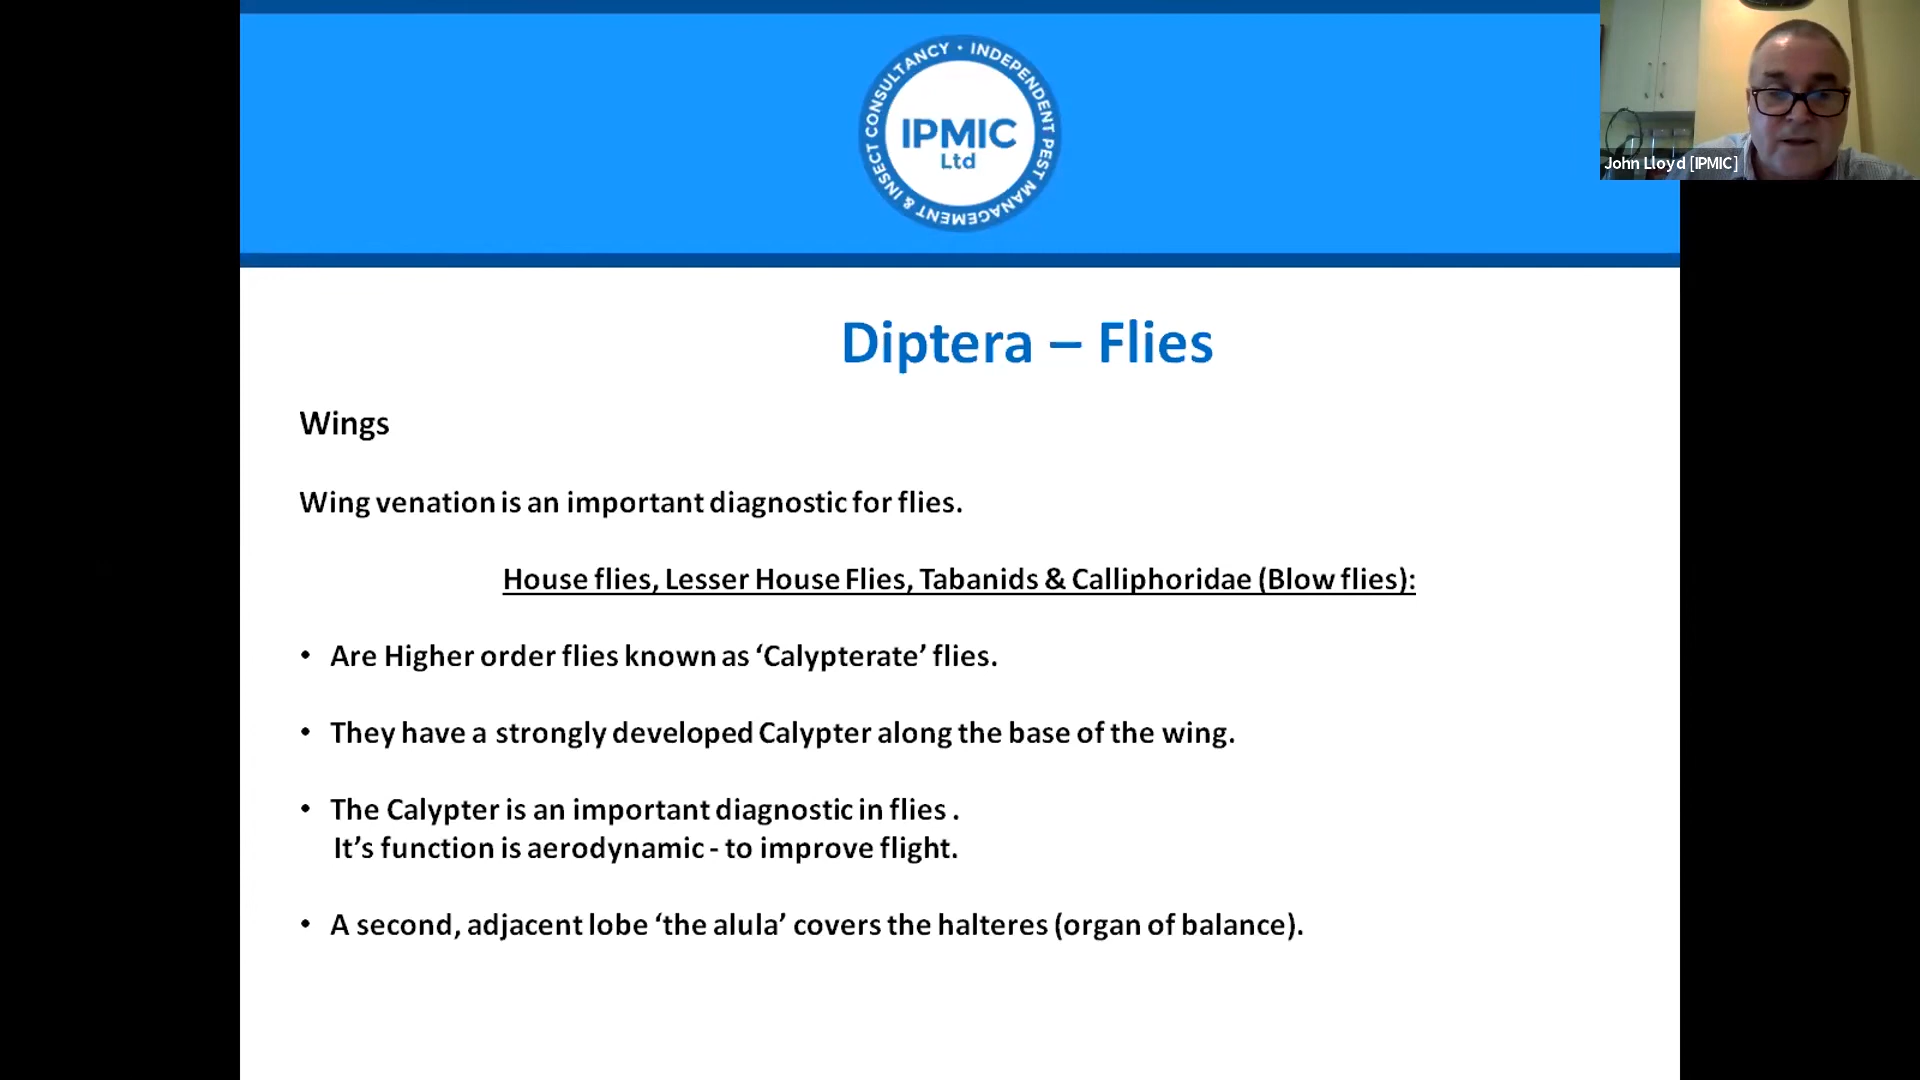 INDEPENDENT PEST MANAGEMENT & INSECT CONSULTANCY •
IPMIC
Ltd
John Lloyd [IPMIC]
Diptera – Flies
Wings
Wing venation is an important diagnostic for flies.
House flies, Lesser House Flies, Tabanids & Calliphoridae (Blow flies):
• Are Higher order flies known as ‘Calypterate’ flies.
• They have a strongly developed Calypter along the base of the wing.
• The Calypter is an important diagnostic in flies .
It’s function is aerodynamic - to improve flight.
• A second, adjacent lobe ‘the alula’ covers the halteres (organ of balance).